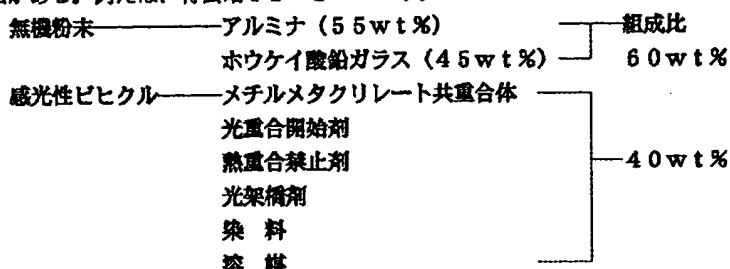 無機粉末 アルミナ(55wt%) 組成比
ホウケイ酸鉛ガラス(45wt%) 60wt%
感光性ビヒクル メチルメタクリレート共重合体
光重合開始剤
熱重合禁止剤 40wt%
光架橋剤
染 料
溶 媒